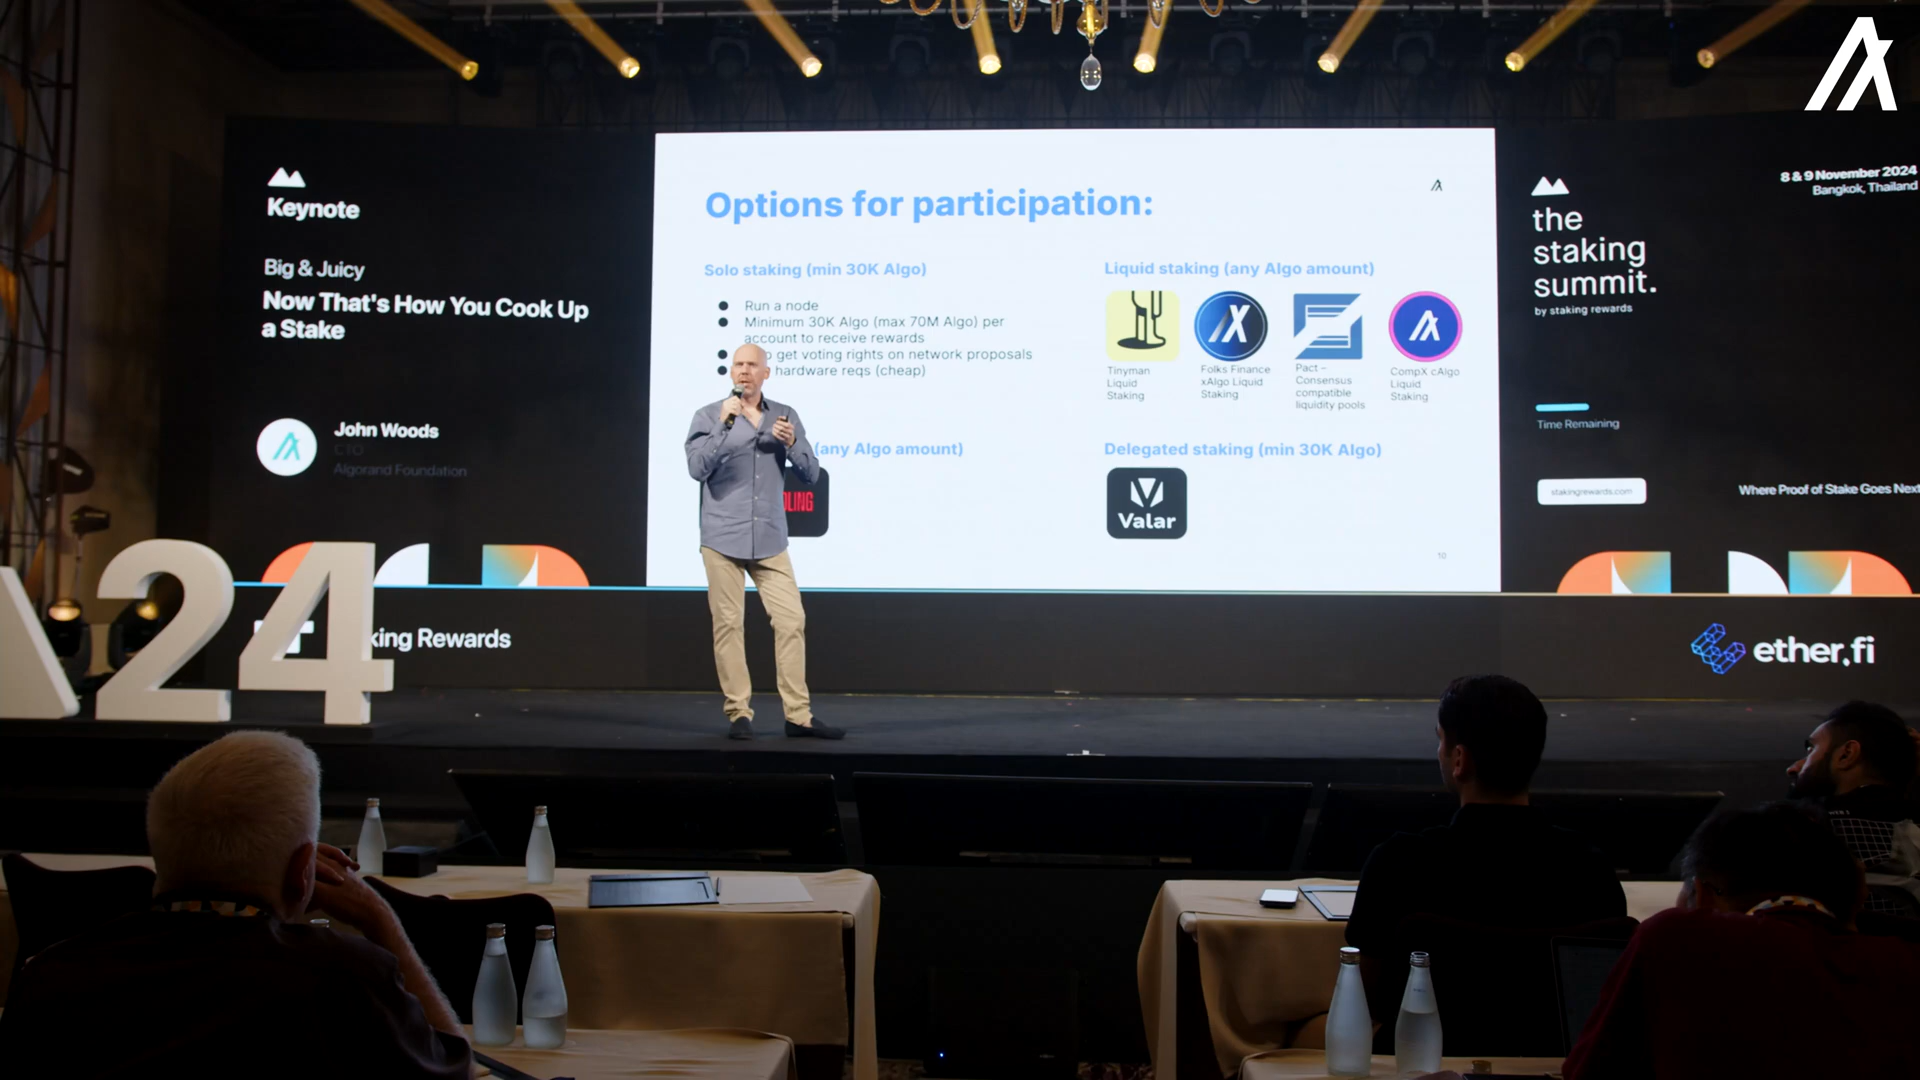 Keynote
Big & Juicy
Now That's How You Cook Up
a Stake
John Woods
CTO
Algorand Foundation
Options for participation:
Solo staking (min 30K Algo)
Run a node
Minimum 30K Algo (max 70M Algo) per
account to receive rewards
get voting rights on network proposals
hardware reqs (cheap)
(any Algo amount)
Liquid staking (any Algo amount)
Tinyman
Liquid
Staking
Folks Finance
xAlgo Liquid
Staking
Pact –
Consensus
compatible
liquidity pools
CompX cAlgo
Liquid
Staking
Delegated staking (min 30K Algo)
Valar
10
the
staking
summit.
by staking rewards
8 & 9 November 2024
Bangkok, Thailand
Time Remaining
stakingrewards.com
Where Proof of Stake Goes Next
24
king Rewards
ether.fi